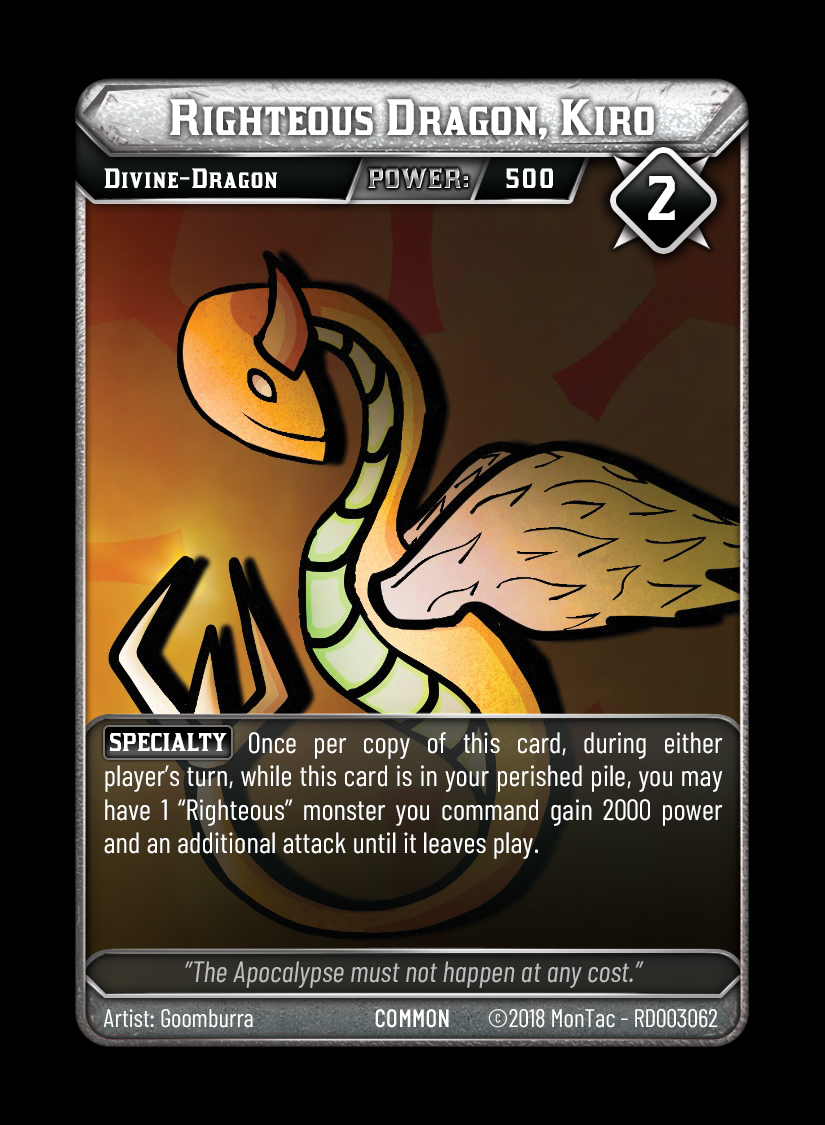 Righteous Dragon, Kiro
Divine-Dragon POWER: 500
2
SPECIALTY Once per copy of this card, during either
player's turn, while this card is in your perished pile, you may
have 1 “Righteous” monster you command gain 2000 power
and an additional attack until it leaves play.
"The Apocalypse must not happen at any cost."
Artist: Goomburra COMMON ©2018 MonTac - RD003062